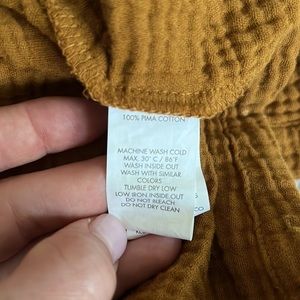 100% PIMA COTTON
MACHINE WASH COLD
MAX. 30°C / 86°F
WASH INSIDE OUT
WASH WITH SIMILAR
COLORS
TUMBLE DRY LOW
LOW IRON INSIDE OUT
DO NOT BLEACH
DO NOT DRY CLEAN